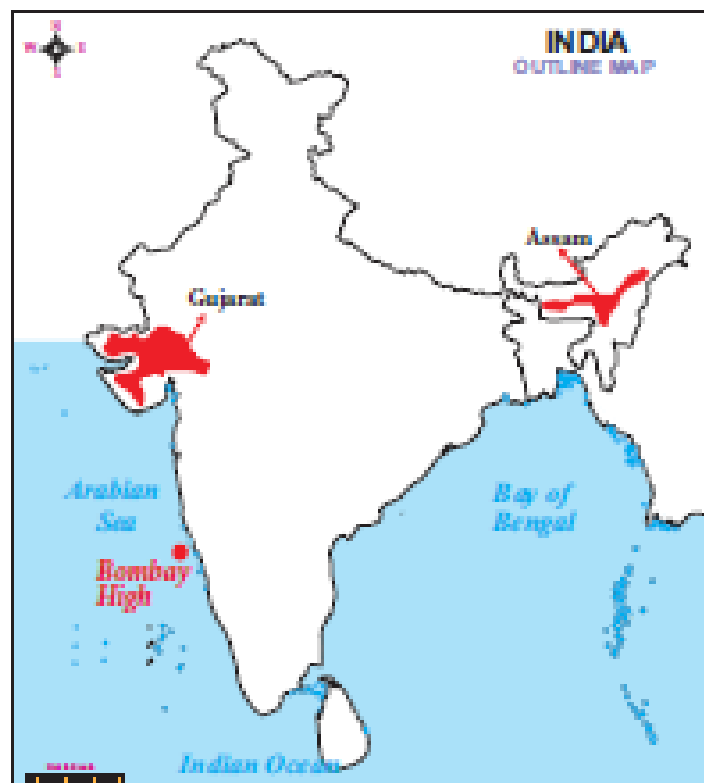 N
W E
INDIA
OUTLINE MAP
Assam
Gujarat
Arabian
Sea
Bay of
Bengal
Bombay
High
Indian Ocean